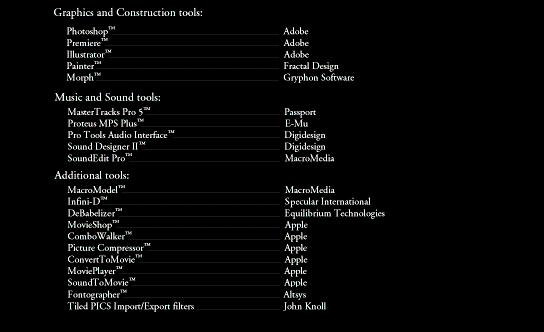 Graphics and Construction tools:
Photoshop™ Adobe
Premiere™ Adobe
Illustrator™ Adobe
Painter™ Fractal Design
Morph™ Gryphon Software
Music and Sound tools:
MasterTracks Pro 5™ Passport
Proteus MPS Plus™ E-Mu
Pro Tools Audio Interface™ Digidesign
Sound Designer II™ Digidesign
SoundEdit Pro™ MacroMedia
Additional tools:
MacroModel™ MacroMedia
Infini-D™ Specular International
DeBabelizer™ Equilibrium Technologies
MovieShop™ Apple
ComboWalker™ Apple
Picture Compressor™ Apple
ConvertToMovie™ Apple
MoviePlayer™ Apple
SoundToMovie™ Apple
Fontographer™ Altsys
Tiled PICS Import/Export filters John Knoll